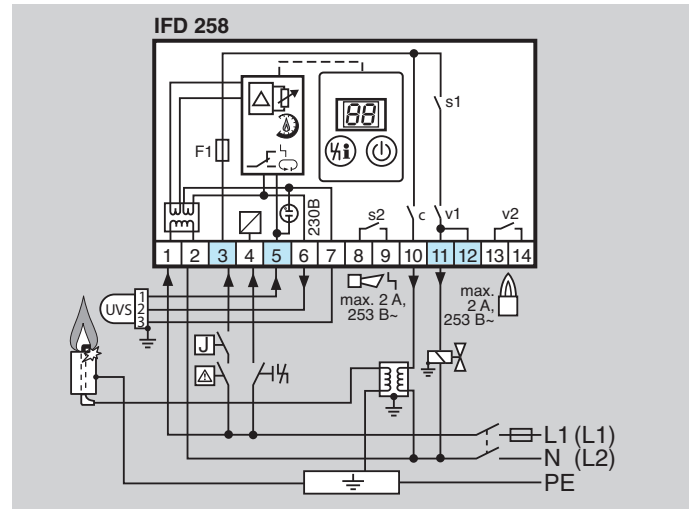 IFD 258
s1
88
F1
i
230В
s2
c
v1
v2
1 2 3 4 5 6 7 8 9 10 11 12 13 14
max. 2 A,
253 В~
max.
2 A,
253 В~
UVS
1
2
3
J
L1 (L1)
N (L2)
PE